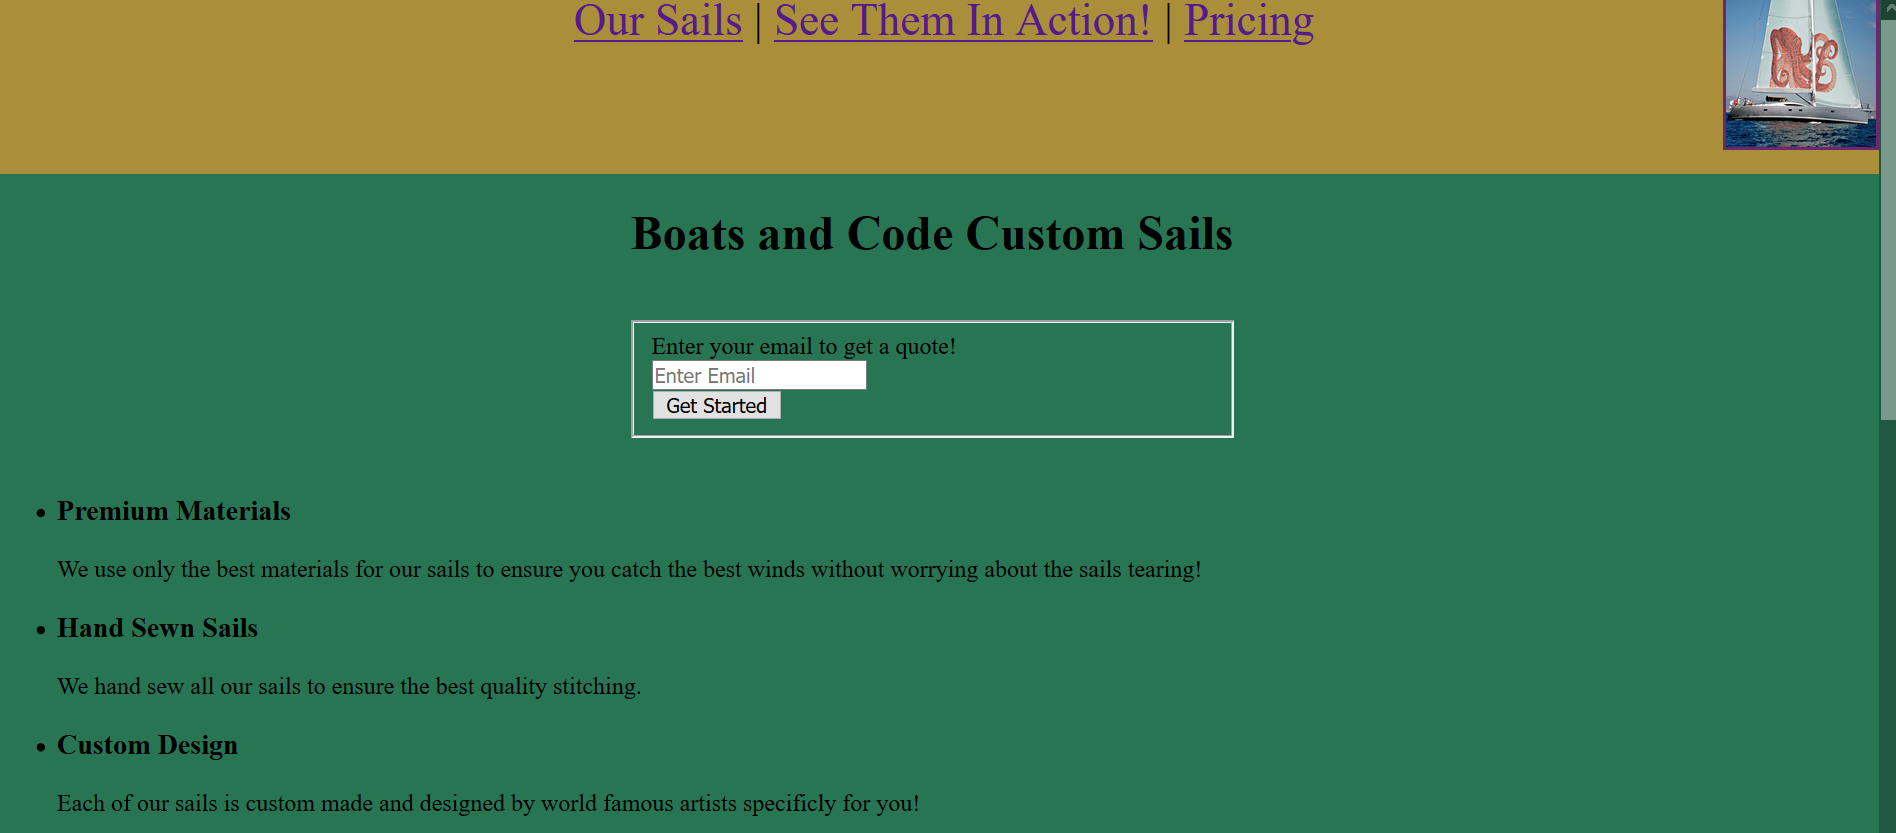 Our Sails | See Them In Action! | Pricing
Boats and Code Custom Sails
Enter your email to get a quote!
Enter Email
Get Started
Premium Materials
We use only the best materials for our sails to ensure you catch the best winds without worrying about the sails tearing!
Hand Sewn Sails
We hand sew all our sails to ensure the best quality stitching.
Custom Design
Each of our sails is custom made and designed by world famous artists specificly for you!